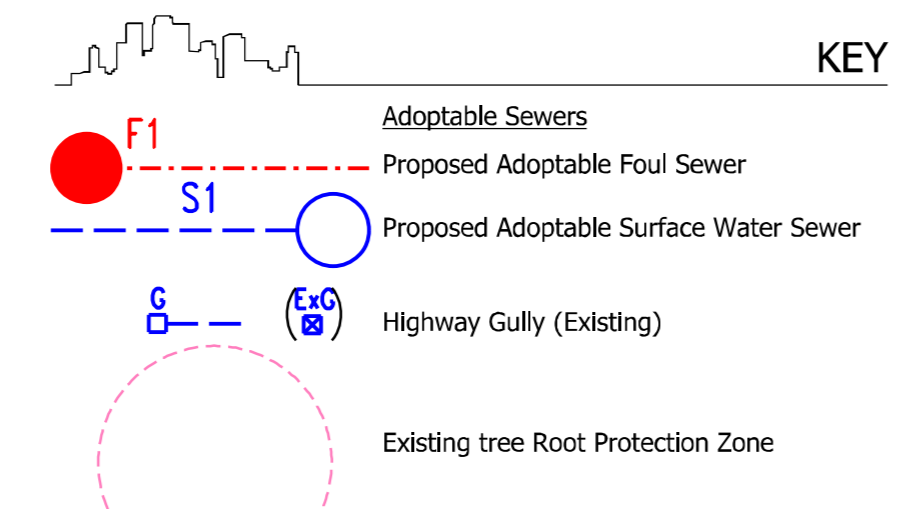 KEY
Adoptable Sewers
F1
Proposed Adoptable Foul Sewer
S1
Proposed Adoptable Surface Water Sewer
G (ExG) Highway Gully (Existing)
Existing tree Root Protection Zone